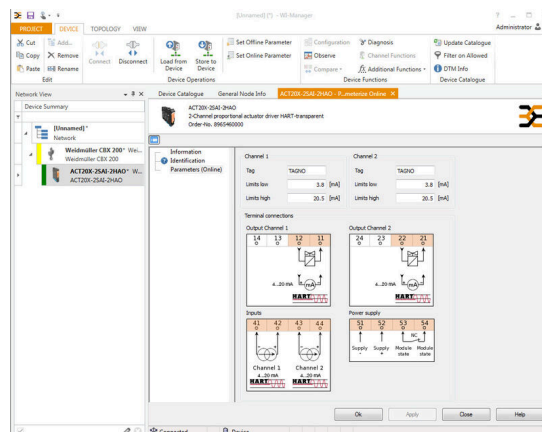 [Unnamed] (*) - WI-Manager
PROJECT DEVICE TOPOLOGY VIEW
Administrator
Cut Add...
Copy Remove
Paste Rename
Edit
Connect Disconnect
Load from Device Store to Device
Device Operations
Set Offline Parameter
Set Online Parameter
Configuration Diagnosis
Observe Channel Functions
Compare Additional Functions
Device Functions
Update Catalogue
Filter on Allowed
DTM Info
Device Catalogue
Network View
Device Summary
[Unnamed]*
Network
Weidmüller CBX 200* Wei...
Weidmüller CBX 200
ACT20X-2SAI-2HAO* W...
ACT20X-2SAI-2HAO
Device Catalogue General Node Info ACT20X-2SAI-2HAO - P...meterize Online
ACT20X-2SAI-2HAO
2-Channel proportional actuator driver HART-transparent
Order-No. 8965460000
Information
Identification
Parameters (Online)
Channel 1 Channel 2
Tag TAGNO Tag TAGNO
Limits low 3.8 [mA] Limits low 3.8 [mA]
Limits high 20.5 [mA] Limits high 20.5 [mA]
Terminal connections
Output Channel 1 Output Channel 2
14 13 12 11 24 23 22 21
4...20 mA mA 4...20 mA mA
HART HART
Inputs Power supply
41 42 43 44 51 52 53 54
NC
Supply - Supply + Module state Module state
Channel 1 Channel 2
4...20 mA 4...20 mA
HART HART
Ok Apply Close Help
Connected Device